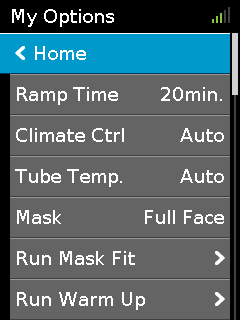 My Options
Home
Ramp Time 20min.
Climate Ctrl Auto
Tube Temp. Auto
Mask Full Face
Run Mask Fit
Run Warm Up